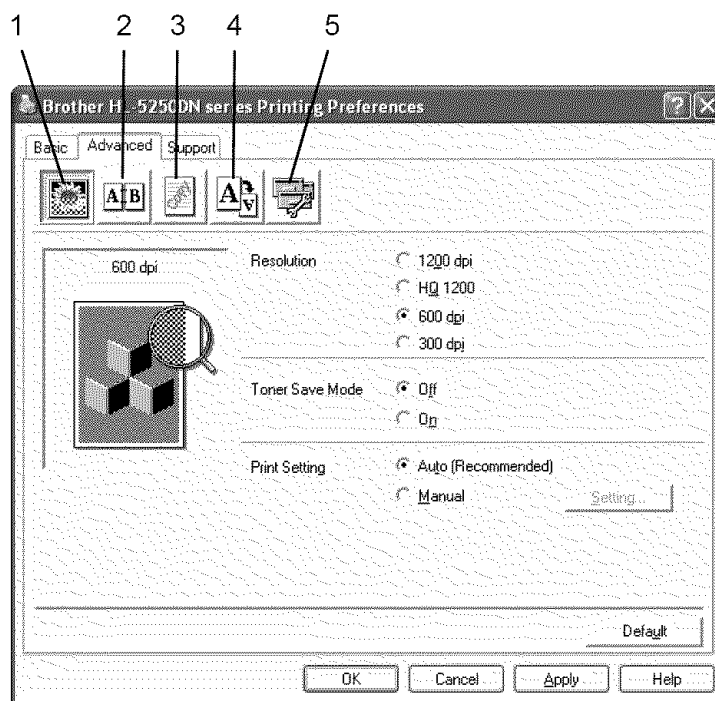 1 2 3 4 5
Brother HL-5250DN series Printing Preferences
Basic Advanced Support
A B A A
600 dpi
Resolution
1200 dpi
HQ 1200
600 dpi
300 dpi
Toner Save Mode
Off
On
Print Setting
Auto (Recommended)
Manual
Setting...
Default
OK Cancel Apply Help